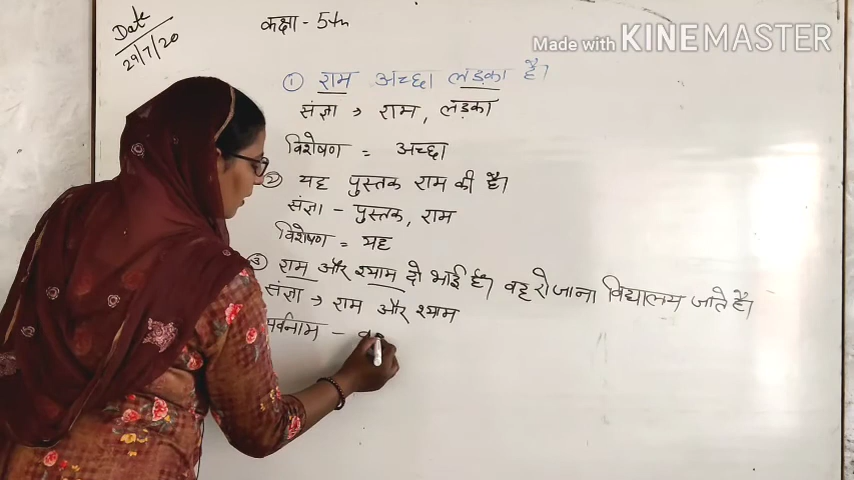 Date
29/7/20
कक्षा - 5th
Made with KINEMASTER
① राम अच्छा लड़का है।
संज्ञा → राम, लड़का
विशेषण = अच्छा
② यह पुस्तक राम की है।
संज्ञा - पुस्तक, राम
विशेषण = यह
③ राम और श्याम दो भाई हैं। वह रोजाना विद्यालय जाते है।
संज्ञा → राम और श्याम
सर्वनाम -